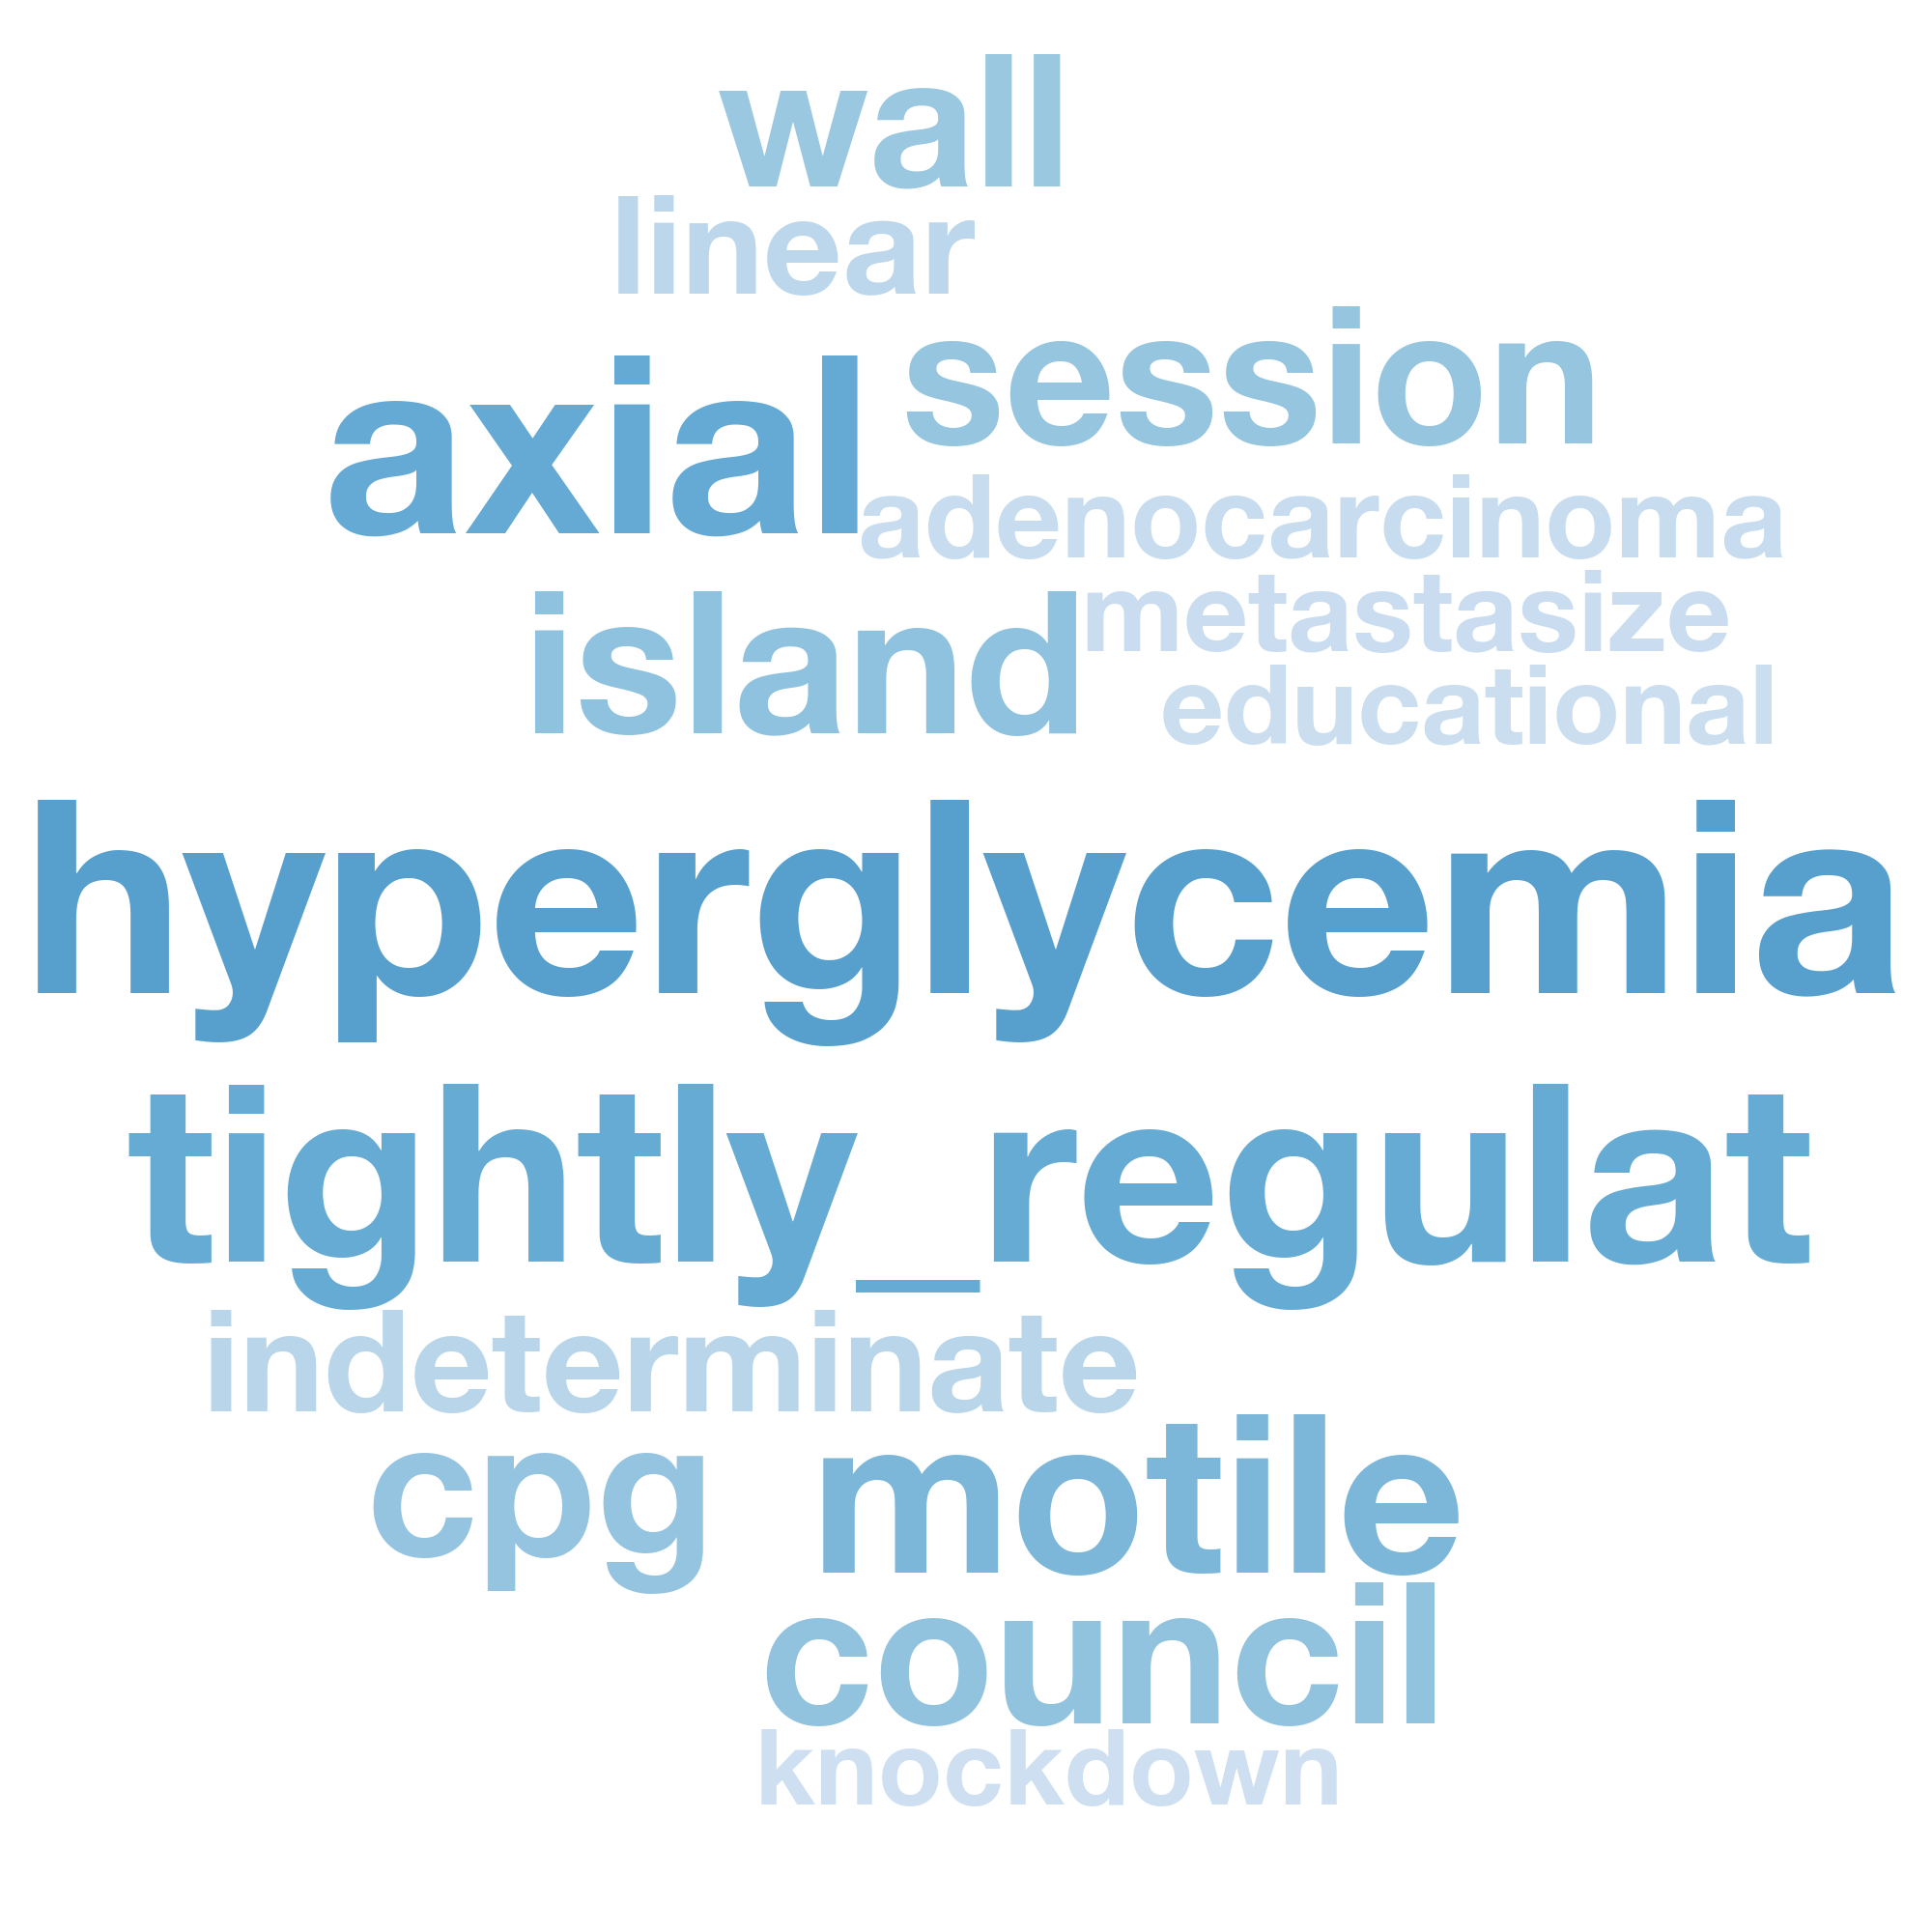 wall
linear
session
axial
adenocarcinoma
metastasize
island
educational
hyperglycemia
tightly_regulat
indeterminate
cpg motile
council
knockdown